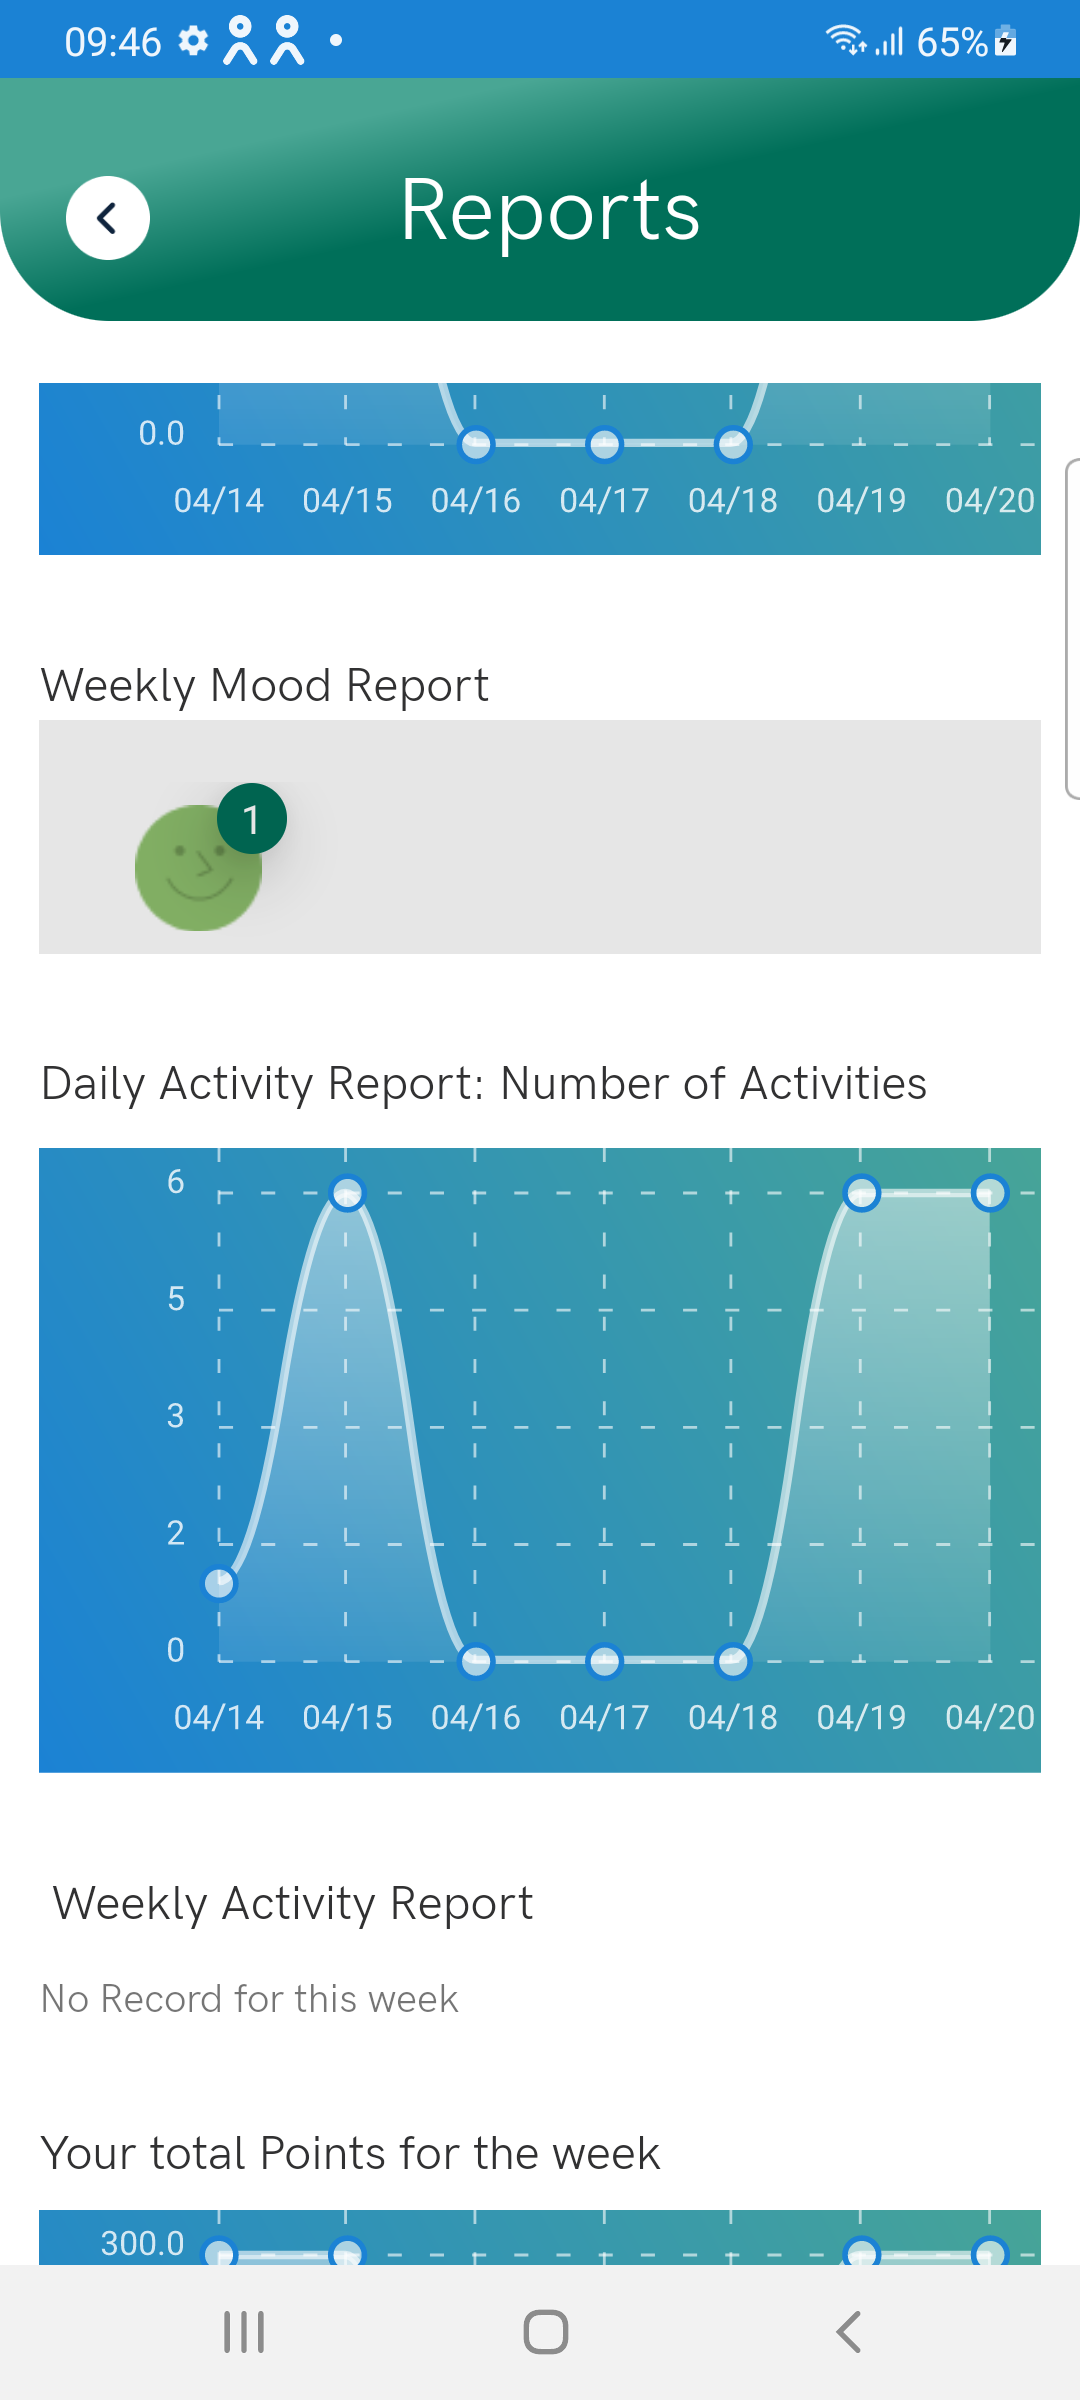 09:46
65%
Reports
0.0
04/14 04/15 04/16 04/17 04/18 04/19 04/20
Weekly Mood Report
1
Daily Activity Report: Number of Activities
6
5
3
2
0
04/14 04/15 04/16 04/17 04/18 04/19 04/20
Weekly Activity Report
No Record for this week
Your total Points for the week
300.0